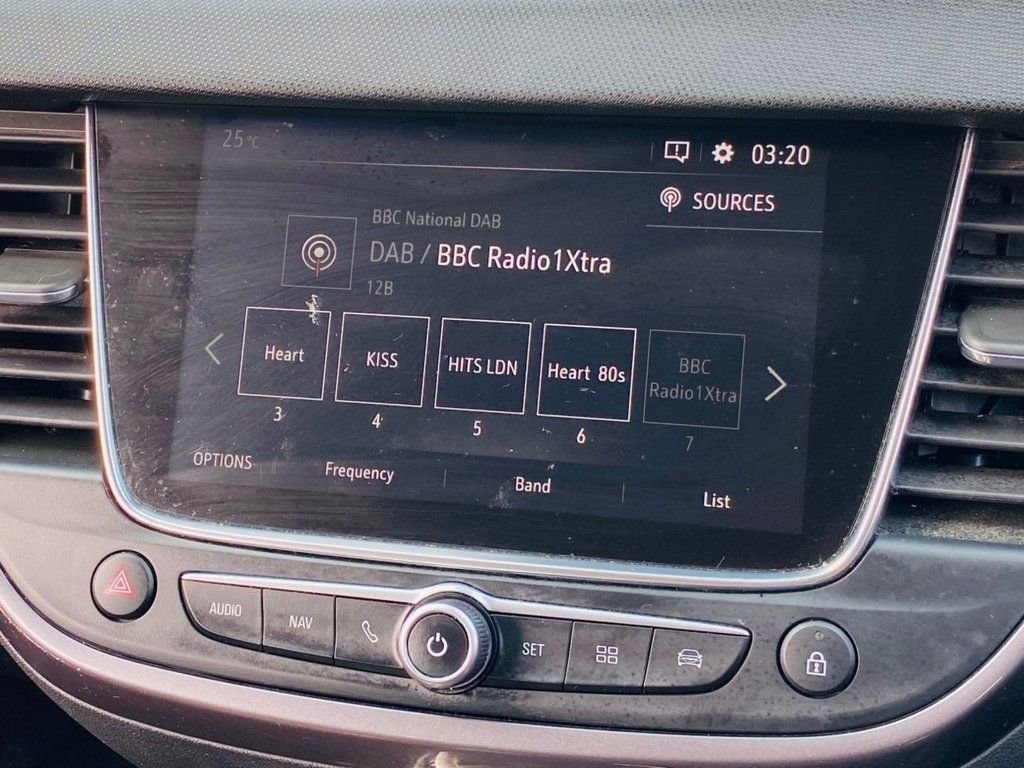 25°C
03:20
SOURCES
BBC National DAB
DAB / BBC Radio1Xtra
12B
Heart
KISS
HITS LDN
Heart 80s
BBC
Radio1Xtra
3
4
5
6
7
OPTIONS
Frequency
Band
List
AUDIO
NAV
SET